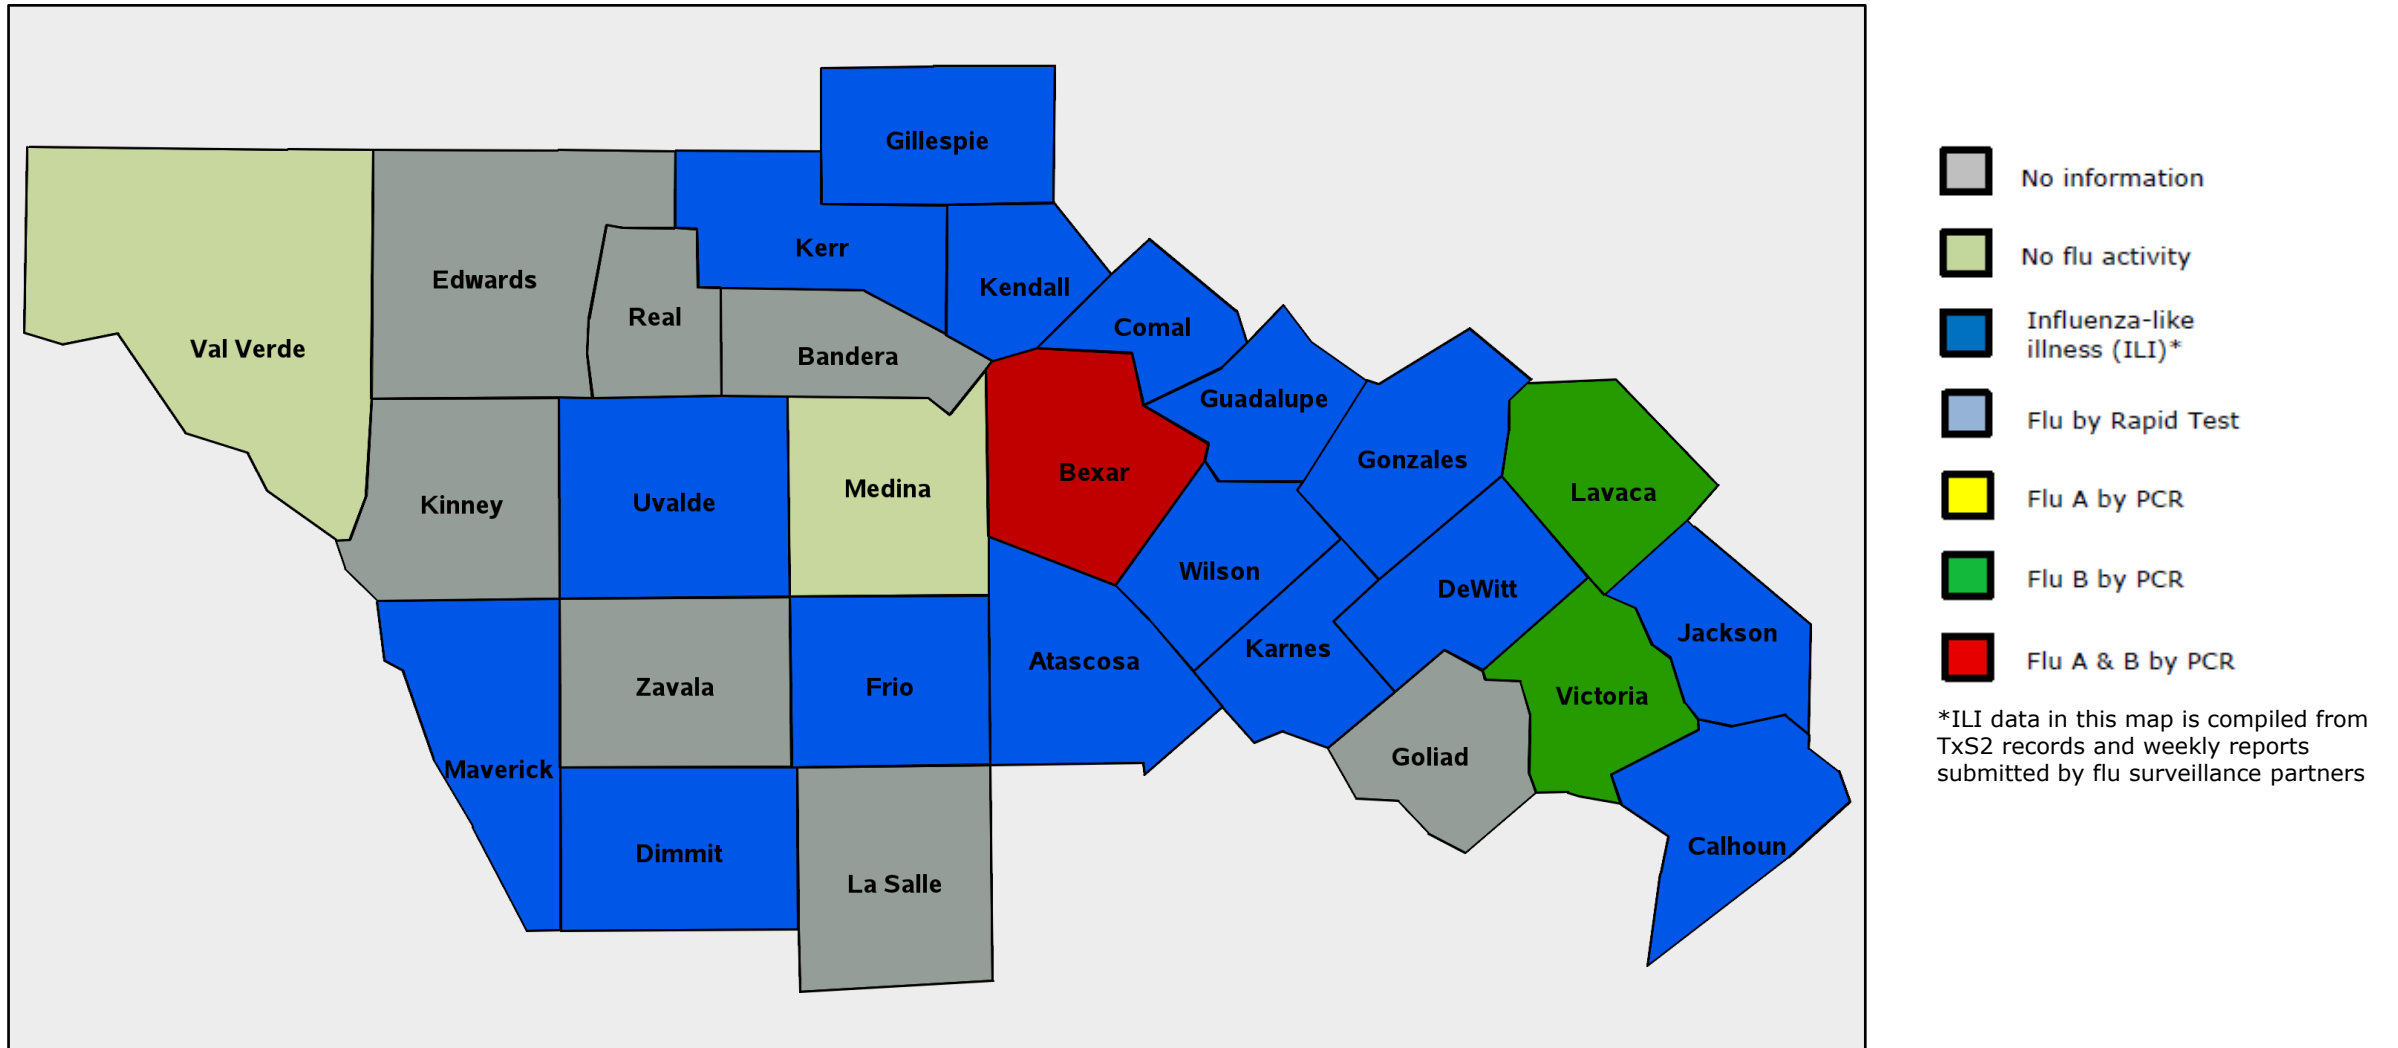 Gillespie
Kerr
Edwards
Kendall
Real
Comal
Val Verde
Bandera
Guadalupe
Gonzales
Bexar
Medina
Lavaca
Uvalde
Kinney
Wilson
DeWitt
Jackson
Karnes
Atascosa
Zavala
Frio
Victoria
Goliad
Maverick
Calhoun
Dimmit
La Salle
No information
No flu activity
Influenza-like
illness (ILI)*
Flu by Rapid Test
Flu A by PCR
Flu B by PCR
Flu A & B by PCR
*ILI data in this map is compiled from
TxS2 records and weekly reports
submitted by flu surveillance partners